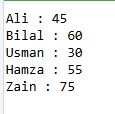 Ali : 45
Bilal : 60
Usman : 30
Hamza : 55
Zain : 75